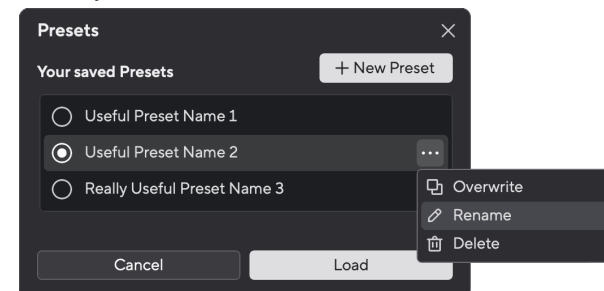 Presets
Your saved Presets
+ New Preset
Useful Preset Name 1
Useful Preset Name 2
Really Useful Preset Name 3
Overwrite
Rename
Delete
Cancel
Load